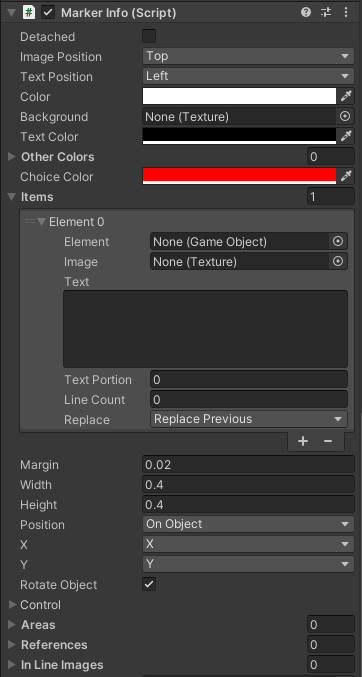 Marker Info (Script)
Detached
Image Position Top
Text Position Left
Color
Background None (Texture)
Text Color
Other Colors 0
Choice Color
Items 1
Element 0
Element None (Game Object)
Image None (Texture)
Text
Text Portion 0
Line Count 0
Replace Replace Previous
Margin 0.02
Width 0.4
Height 0.4
Position On Object
X X
Y Y
Rotate Object
Control
Areas 0
References 0
In Line Images 0